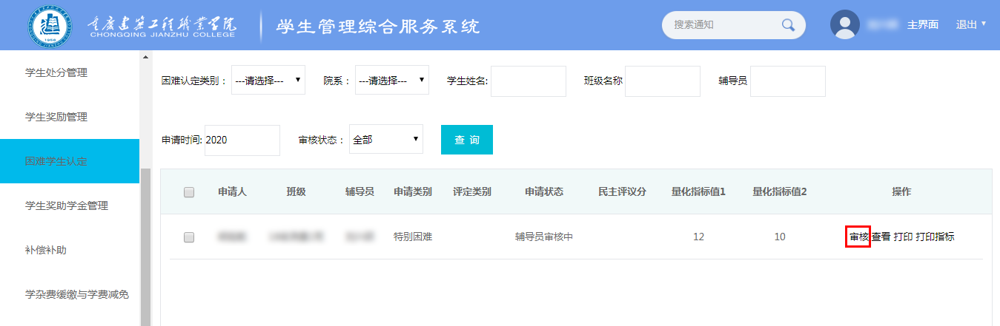 重庆建筑工程职业学院
CHONGQING JIANZHU COLLEGE
1956
学生管理综合服务系统
搜索通知
主界面
退出
学生处分管理
学生奖励管理
困难学生认定
学生奖助学金管理
补偿补助
学杂费缓缴与学费减免
困难认定类别： ---请选择--- 院系： ---请选择--- 学生姓名: 班级名称 辅导员
申请时间: 2020 审核状态： 全部 查 询
申请人 班级 辅导员 申请类别 评定类别 申请状态 民主评议分 量化指标值1 量化指标值2 操作
特别困难 辅导员审核中 12 10 审核 查看 打印 打印指标